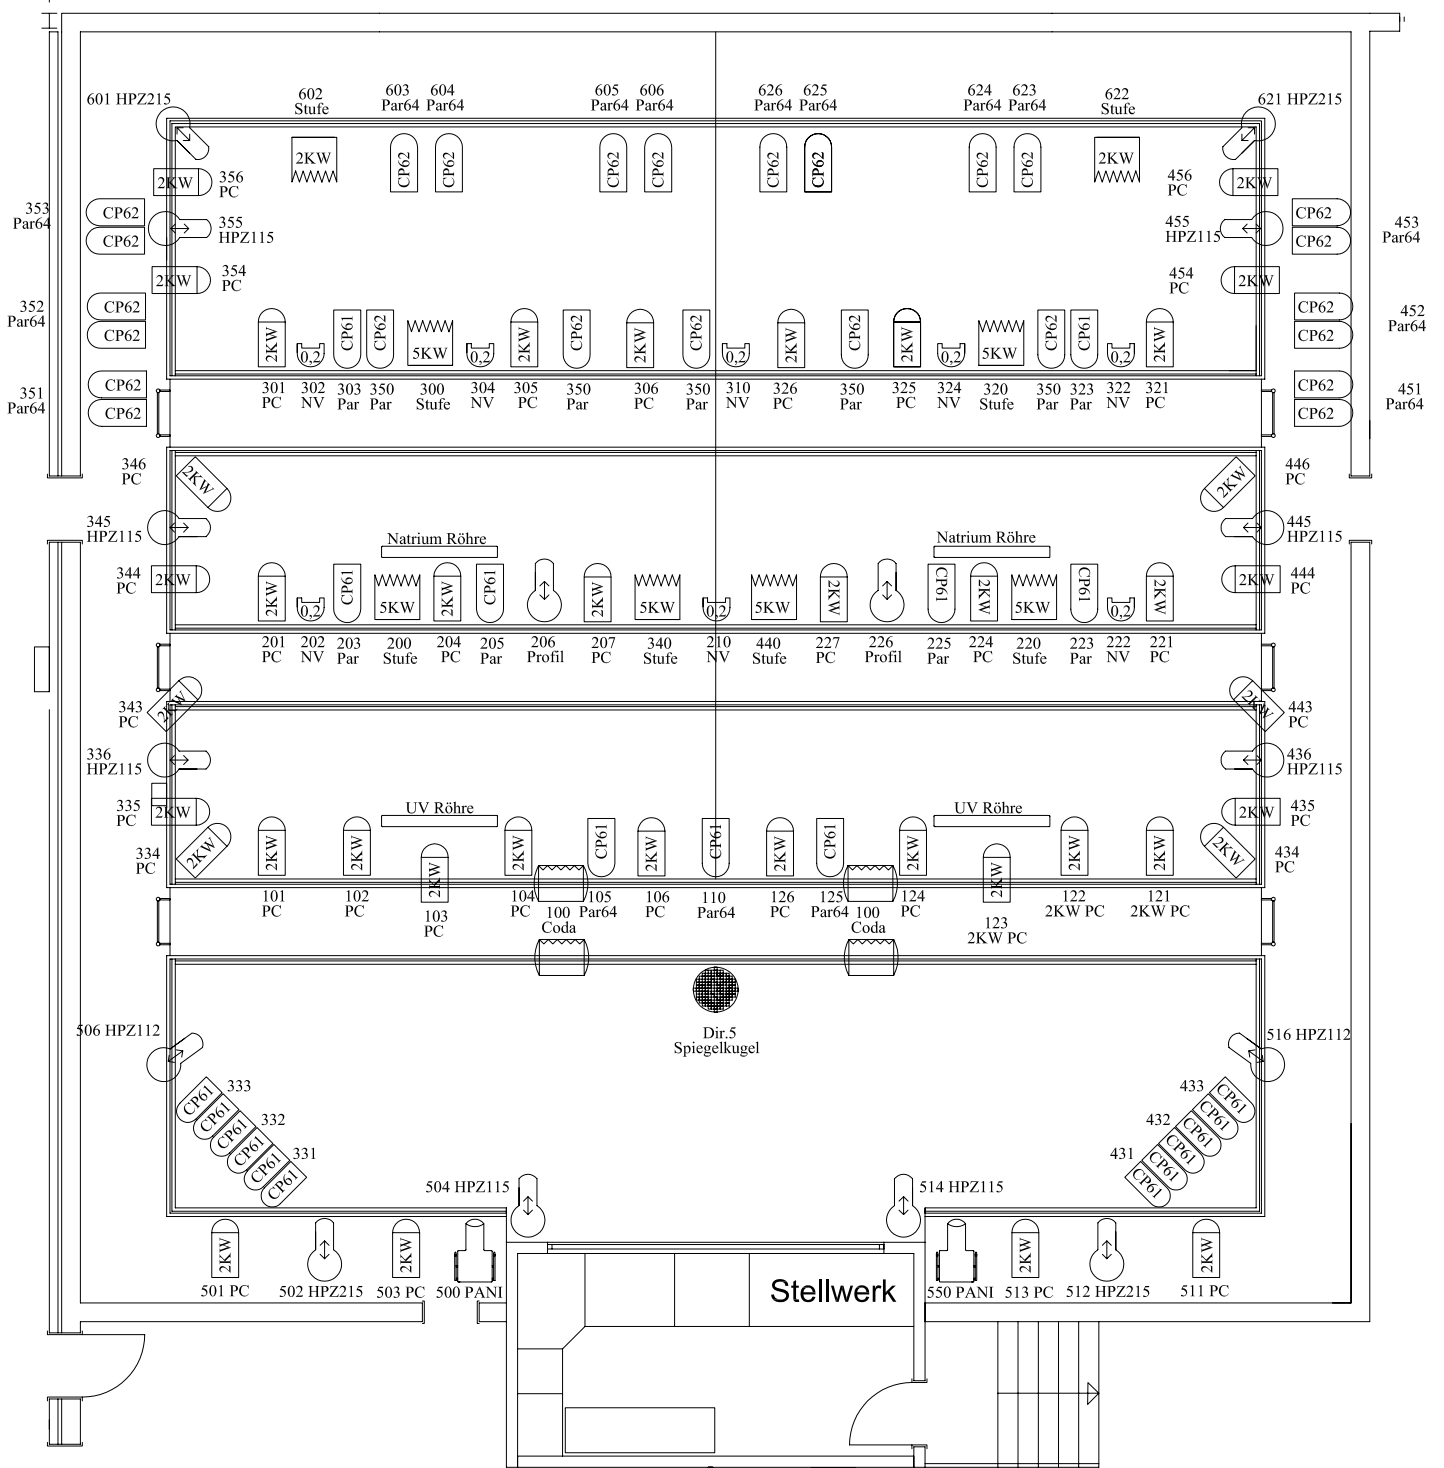 602
Stufe
603
Par64
604
Par64
605
Par64
606
Par64
626
Par64
625
Par64
624
Par64
623
Par64
622
Stufe
601 HPZ215
621 HPZ215
2KW
CP62
CP62
CP62
CP62
CP62
CP62
CP62
CP62
2KW
2KW
356
PC
456
PC
2KW
353
Par64
CP62
CP62
355
HPZ115
455
HPZ115
CP62
CP62
453
Par64
2KW
354
PC
454
PC
2KW
352
Par64
CP62
CP62
CP62
CP62
452
Par64
2KW
0,2
CP61
CP62
5KW
0,2
2KW
CP62
2KW
CP62
0,2
2KW
CP62
2KW
0,2
5KW
CP62
CP61
0,2
2KW
351
Par64
CP62
CP62
301
PC
302
NV
303
Par
350
Par
300
Stufe
304
NV
305
PC
350
Par
306
PC
350
Par
310
NV
326
PC
350
Par
325
PC
324
NV
320
Stufe
350
Par
323
Par
322
NV
321
PC
CP62
CP62
451
Par64
346
PC
2KW
2KW
446
PC
345
HPZ115
445
HPZ115
Natrium Röhre
Natrium Röhre
344
PC
2KW
2KW
444
PC
2KW
0,2
CP61
5KW
2KW
CP61
2KW
5KW
0,2
5KW
2KW
CP61
2KW
5KW
CP61
0,2
2KW
201
PC
202
NV
203
Par
200
Stufe
204
PC
205
Par
206
Profil
207
PC
340
Stufe
210
NV
440
Stufe
227
PC
226
Profil
225
Par
224
PC
220
Stufe
223
Par
222
NV
221
PC
343
PC
2KW
2KW
443
PC
336
HPZ115
436
HPZ115
UV Röhre
UV Röhre
335
PC
2KW
2KW
435
PC
334
PC
2KW
2KW
434
PC
2KW
2KW
2KW
2KW
CP61
2KW
CP61
2KW
CP61
2KW
2KW
2KW
2KW
101
PC
102
PC
103
PC
104
PC
100
Coda
105
Par64
106
PC
110
Par64
126
PC
125
Par64
100
Coda
124
PC
123
2KW PC
122
2KW PC
121
2KW PC
Dir.5
Spiegelkugel
506 HPZ112
516 HPZ112
CP61
CP61
CP61
CP61
CP61
CP61
333
332
331
433
432
431
CP61
CP61
CP61
CP61
CP61
CP61
504 HPZ115
514 HPZ115
2KW
2KW
2KW
2KW
501 PC
502 HPZ215
503 PC
500 PANI
Stellwerk
550 PANI
513 PC
512 HPZ215
511 PC